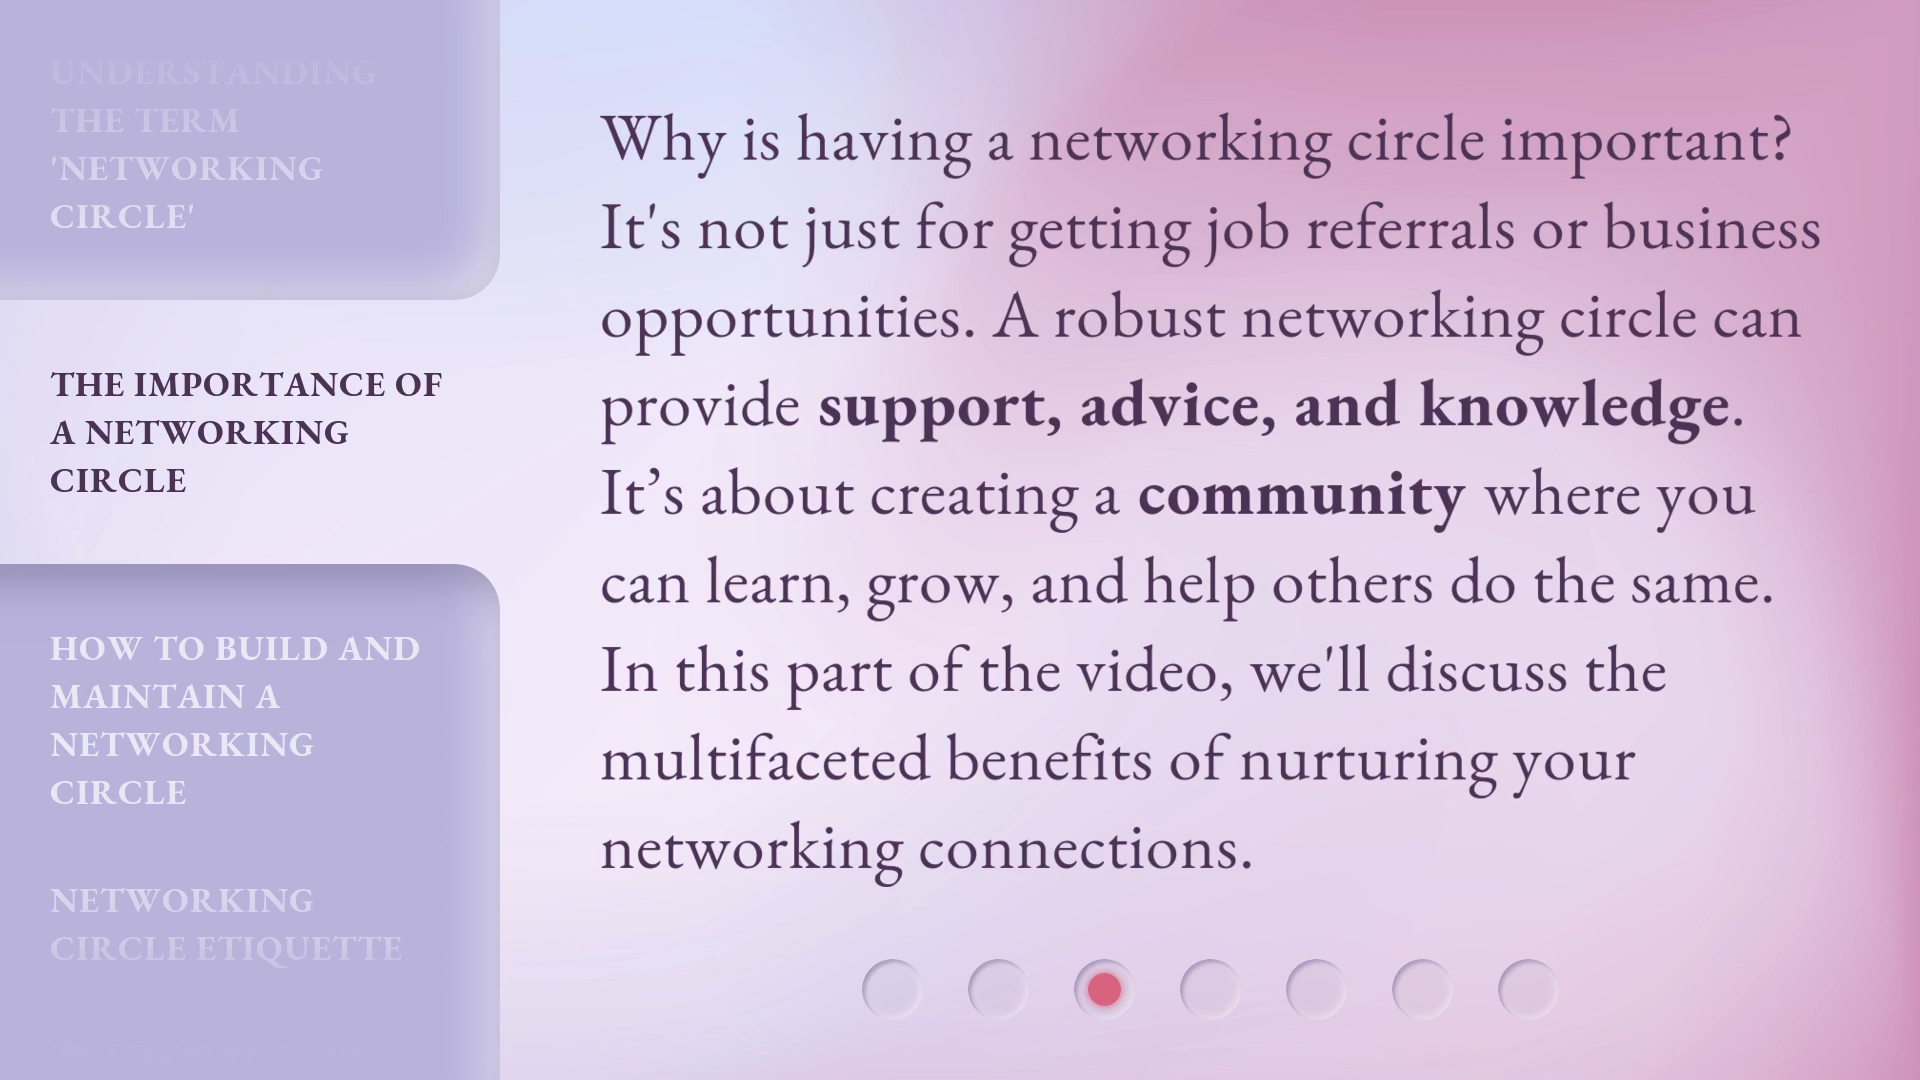 UNDERSTANDING
THE TERM
'NETWORKING
CIRCLE'
THE IMPORTANCE OF
A NETWORKING
CIRCLE
HOW TO BUILD AND
MAINTAIN A
NETWORKING
CIRCLE
NETWORKING
CIRCLE ETIQUETTE
Why is having a networking circle important?
It's not just for getting job referrals or business
opportunities. A robust networking circle can
provide support, advice, and knowledge.
It’s about creating a community where you
can learn, grow, and help others do the same.
In this part of the video, we'll discuss the
multifaceted benefits of nurturing your
networking connections.